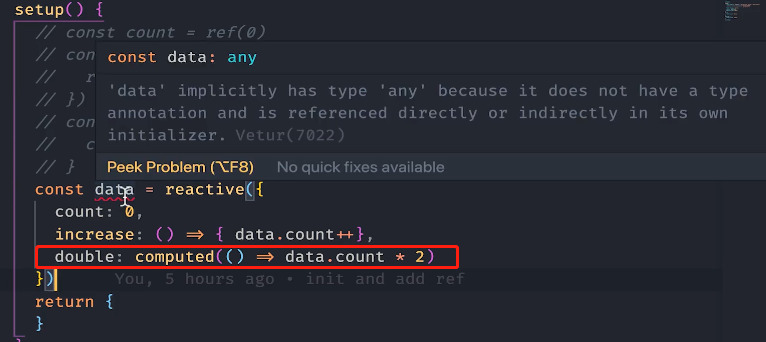 setup() {
// const count = ref(0)
// con
// r
// })
// con
// c
// }
const data: any
'data' implicitly has type 'any' because it does not have a type
annotation and is referenced directly or indirectly in its own
initializer. Vetur(7022)
Peek Problem (⌥F8) No quick fixes available
const data = reactive({
count: 0,
increase: () => { data.count++},
double: computed(() => data.count * 2)
}) You, 5 hours ago • init and add ref
return {
}